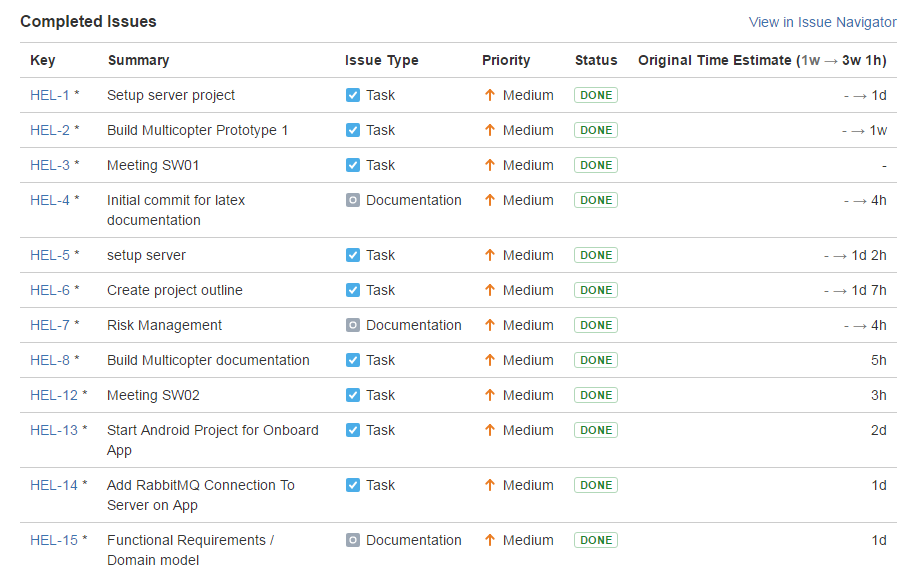 Completed Issues View in Issue Navigator
Key Summary Issue Type Priority Status Original Time Estimate (1w → 3w 1h)
HEL-1 * Setup server project Task Medium DONE - → 1d
HEL-2 * Build Multicopter Prototype 1 Task Medium DONE - → 1w
HEL-3 * Meeting SW01 Task Medium DONE -
HEL-4 * Initial commit for latex Documentation Medium DONE - → 4h
documentation
HEL-5 * setup server Task Medium DONE - → 1d 2h
HEL-6 * Create project outline Task Medium DONE - → 1d 7h
HEL-7 * Risk Management Documentation Medium DONE - → 4h
HEL-8 * Build Multicopter documentation Task Medium DONE 5h
HEL-12 * Meeting SW02 Task Medium DONE 3h
HEL-13 * Start Android Project for Onboard Task Medium DONE 2d
App
HEL-14 * Add RabbitMQ Connection To Task Medium DONE 1d
Server on App
HEL-15 * Functional Requirements / Documentation Medium DONE 1d
Domain model